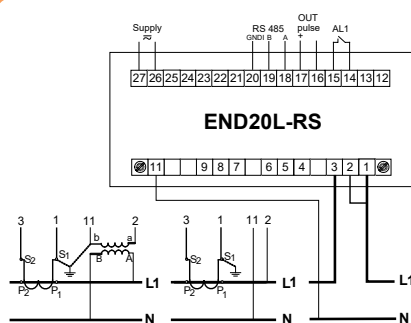 Supply RS 485 OUT pulse AL1
GNDI B A +
27 26 25 24 23 22 21 20 19 18 17 16 15 14 13 12
END20L-RS
11 9 8 7 6 5 4 3 2 1
3 1 11 2 3 1 11 2
b a
S2 S1 S2 S1
B A
P2 P1 L1 P2 P1 L1 L1
N N N